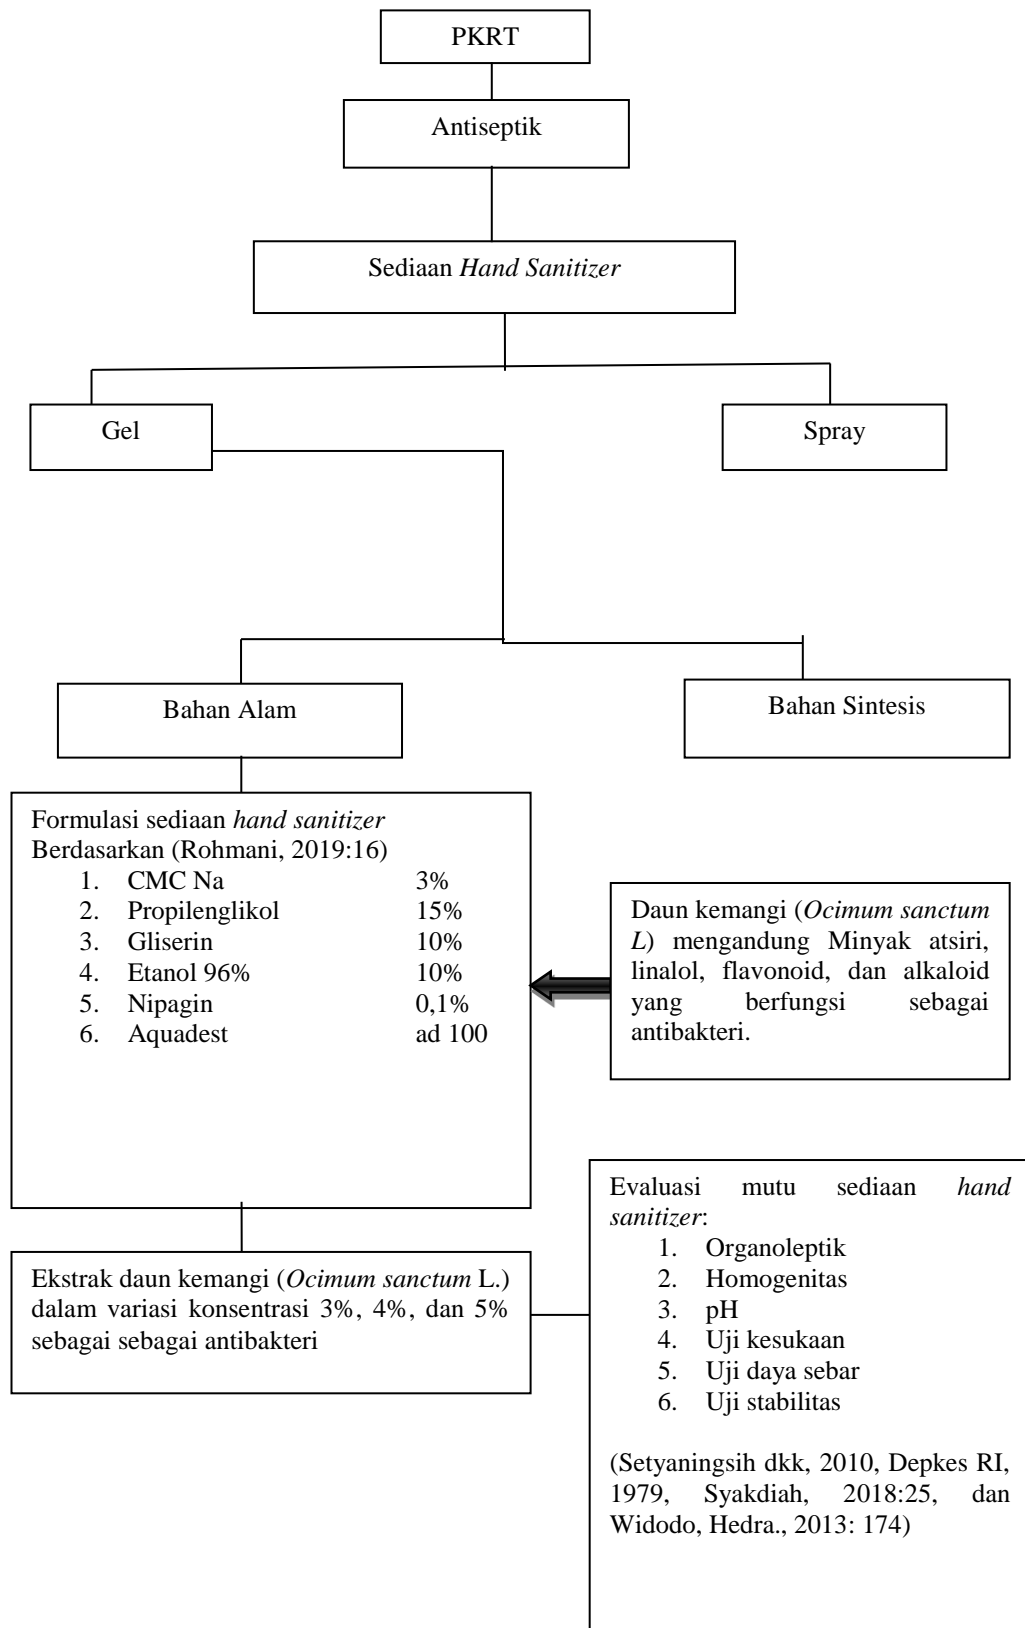 PKRT
Antiseptik
Sediaan Hand Sanitizer
Gel
Spray
Bahan Alam
Bahan Sintesis
Formulasi sediaan hand sanitizer
Berdasarkan (Rohmani, 2019:16)
1. CMC Na 3%
2. Propilenglikol 15%
3. Gliserin 10%
4. Etanol 96% 10%
5. Nipagin 0,1%
6. Aquadest ad 100
Daun kemangi (Ocimum sanctum
L) mengandung Minyak atsiri,
linalol, flavonoid, dan alkaloid
yang berfungsi sebagai
antibakteri.
Ekstrak daun kemangi (Ocimum sanctum L.)
dalam variasi konsentrasi 3%, 4%, dan 5%
sebagai sebagai antibakteri
Evaluasi mutu sediaan hand
sanitizer:
1. Organoleptik
2. Homogenitas
3. pH
4. Uji kesukaan
5. Uji daya sebar
6. Uji stabilitas
(Setyaningsih dkk, 2010, Depkes RI,
1979, Syakdiah, 2018:25, dan
Widodo, Hedra., 2013: 174)